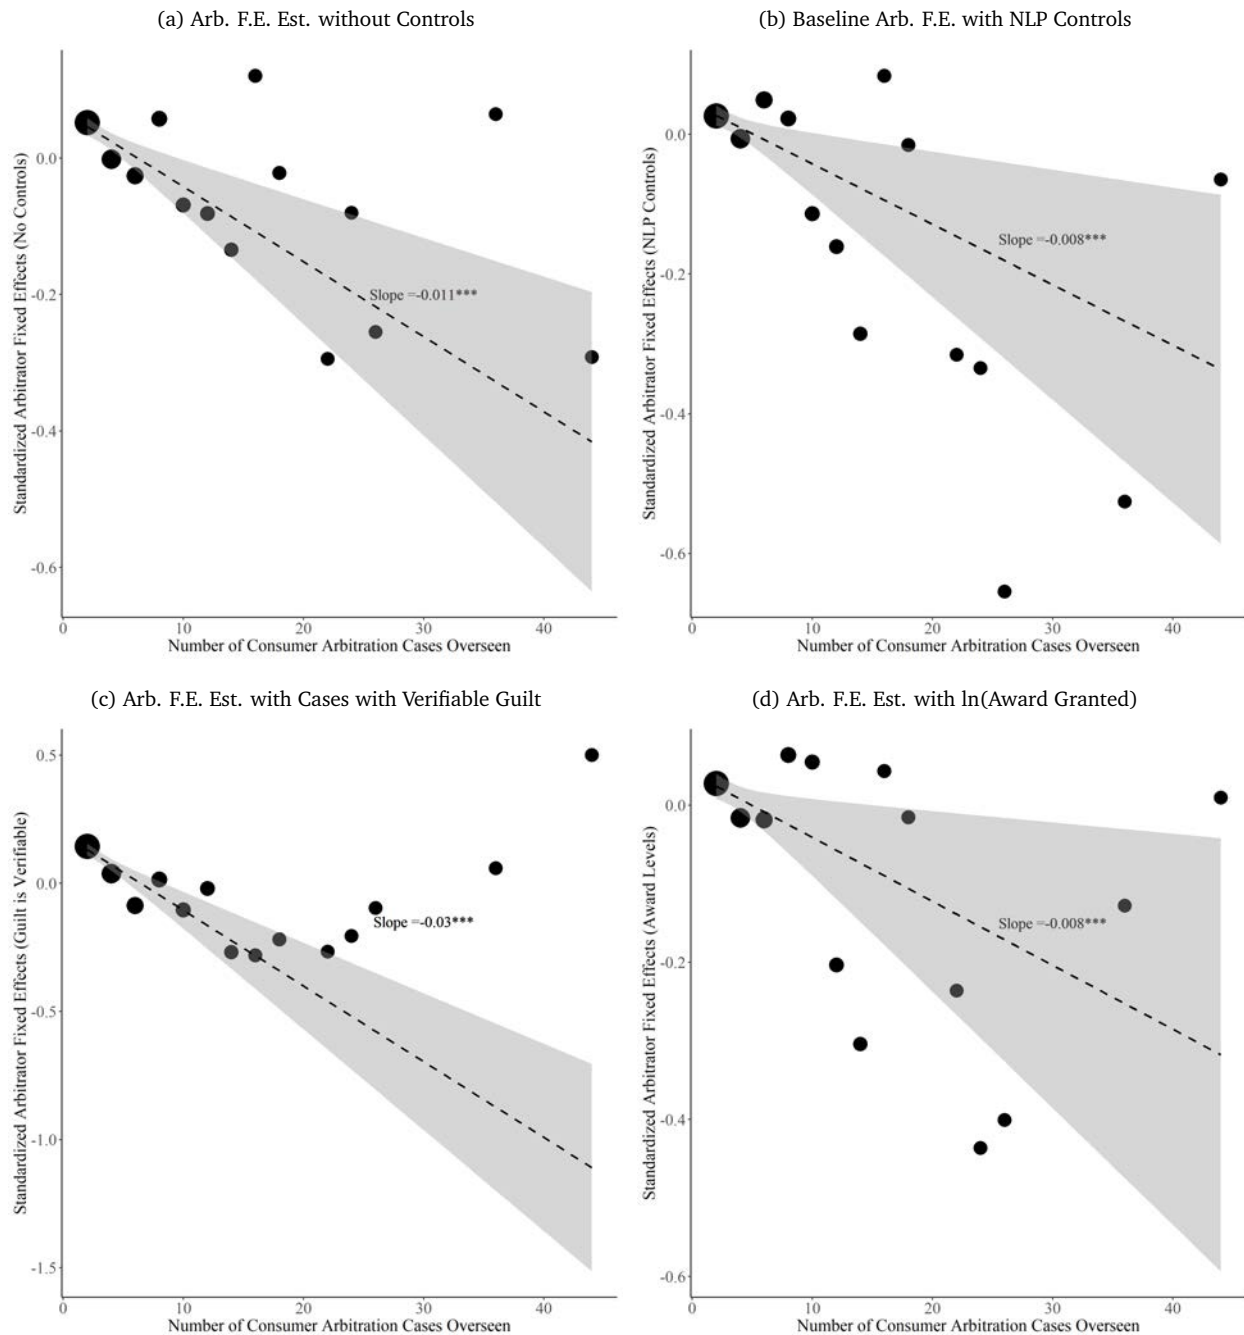 (a) Arb. F.E. Est. without Controls
Standardized Arbitrator Fixed Effects (No Controls)
0.0
-0.2
-0.4
-0.6
Slope =-0.011***
0 10 20 30 40
Number of Consumer Arbitration Cases Overseen
(b) Baseline Arb. F.E. with NLP Controls
Standardized Arbitrator Fixed Effects (NLP Controls)
0.0
-0.2
-0.4
-0.6
Slope =-0.008***
0 10 20 30 40
Number of Consumer Arbitration Cases Overseen
(c) Arb. F.E. Est. with Cases with Verifiable Guilt
Standardized Arbitrator Fixed Effects (Guilt is Verifiable)
0.5
0.0
-0.5
-1.0
-1.5
Slope =-0.03***
0 10 20 30 40
Number of Consumer Arbitration Cases Overseen
(d) Arb. F.E. Est. with ln(Award Granted)
Standardized Arbitrator Fixed Effects (Award Levels)
0.0
-0.2
-0.4
-0.6
Slope =-0.008***
0 10 20 30 40
Number of Consumer Arbitration Cases Overseen